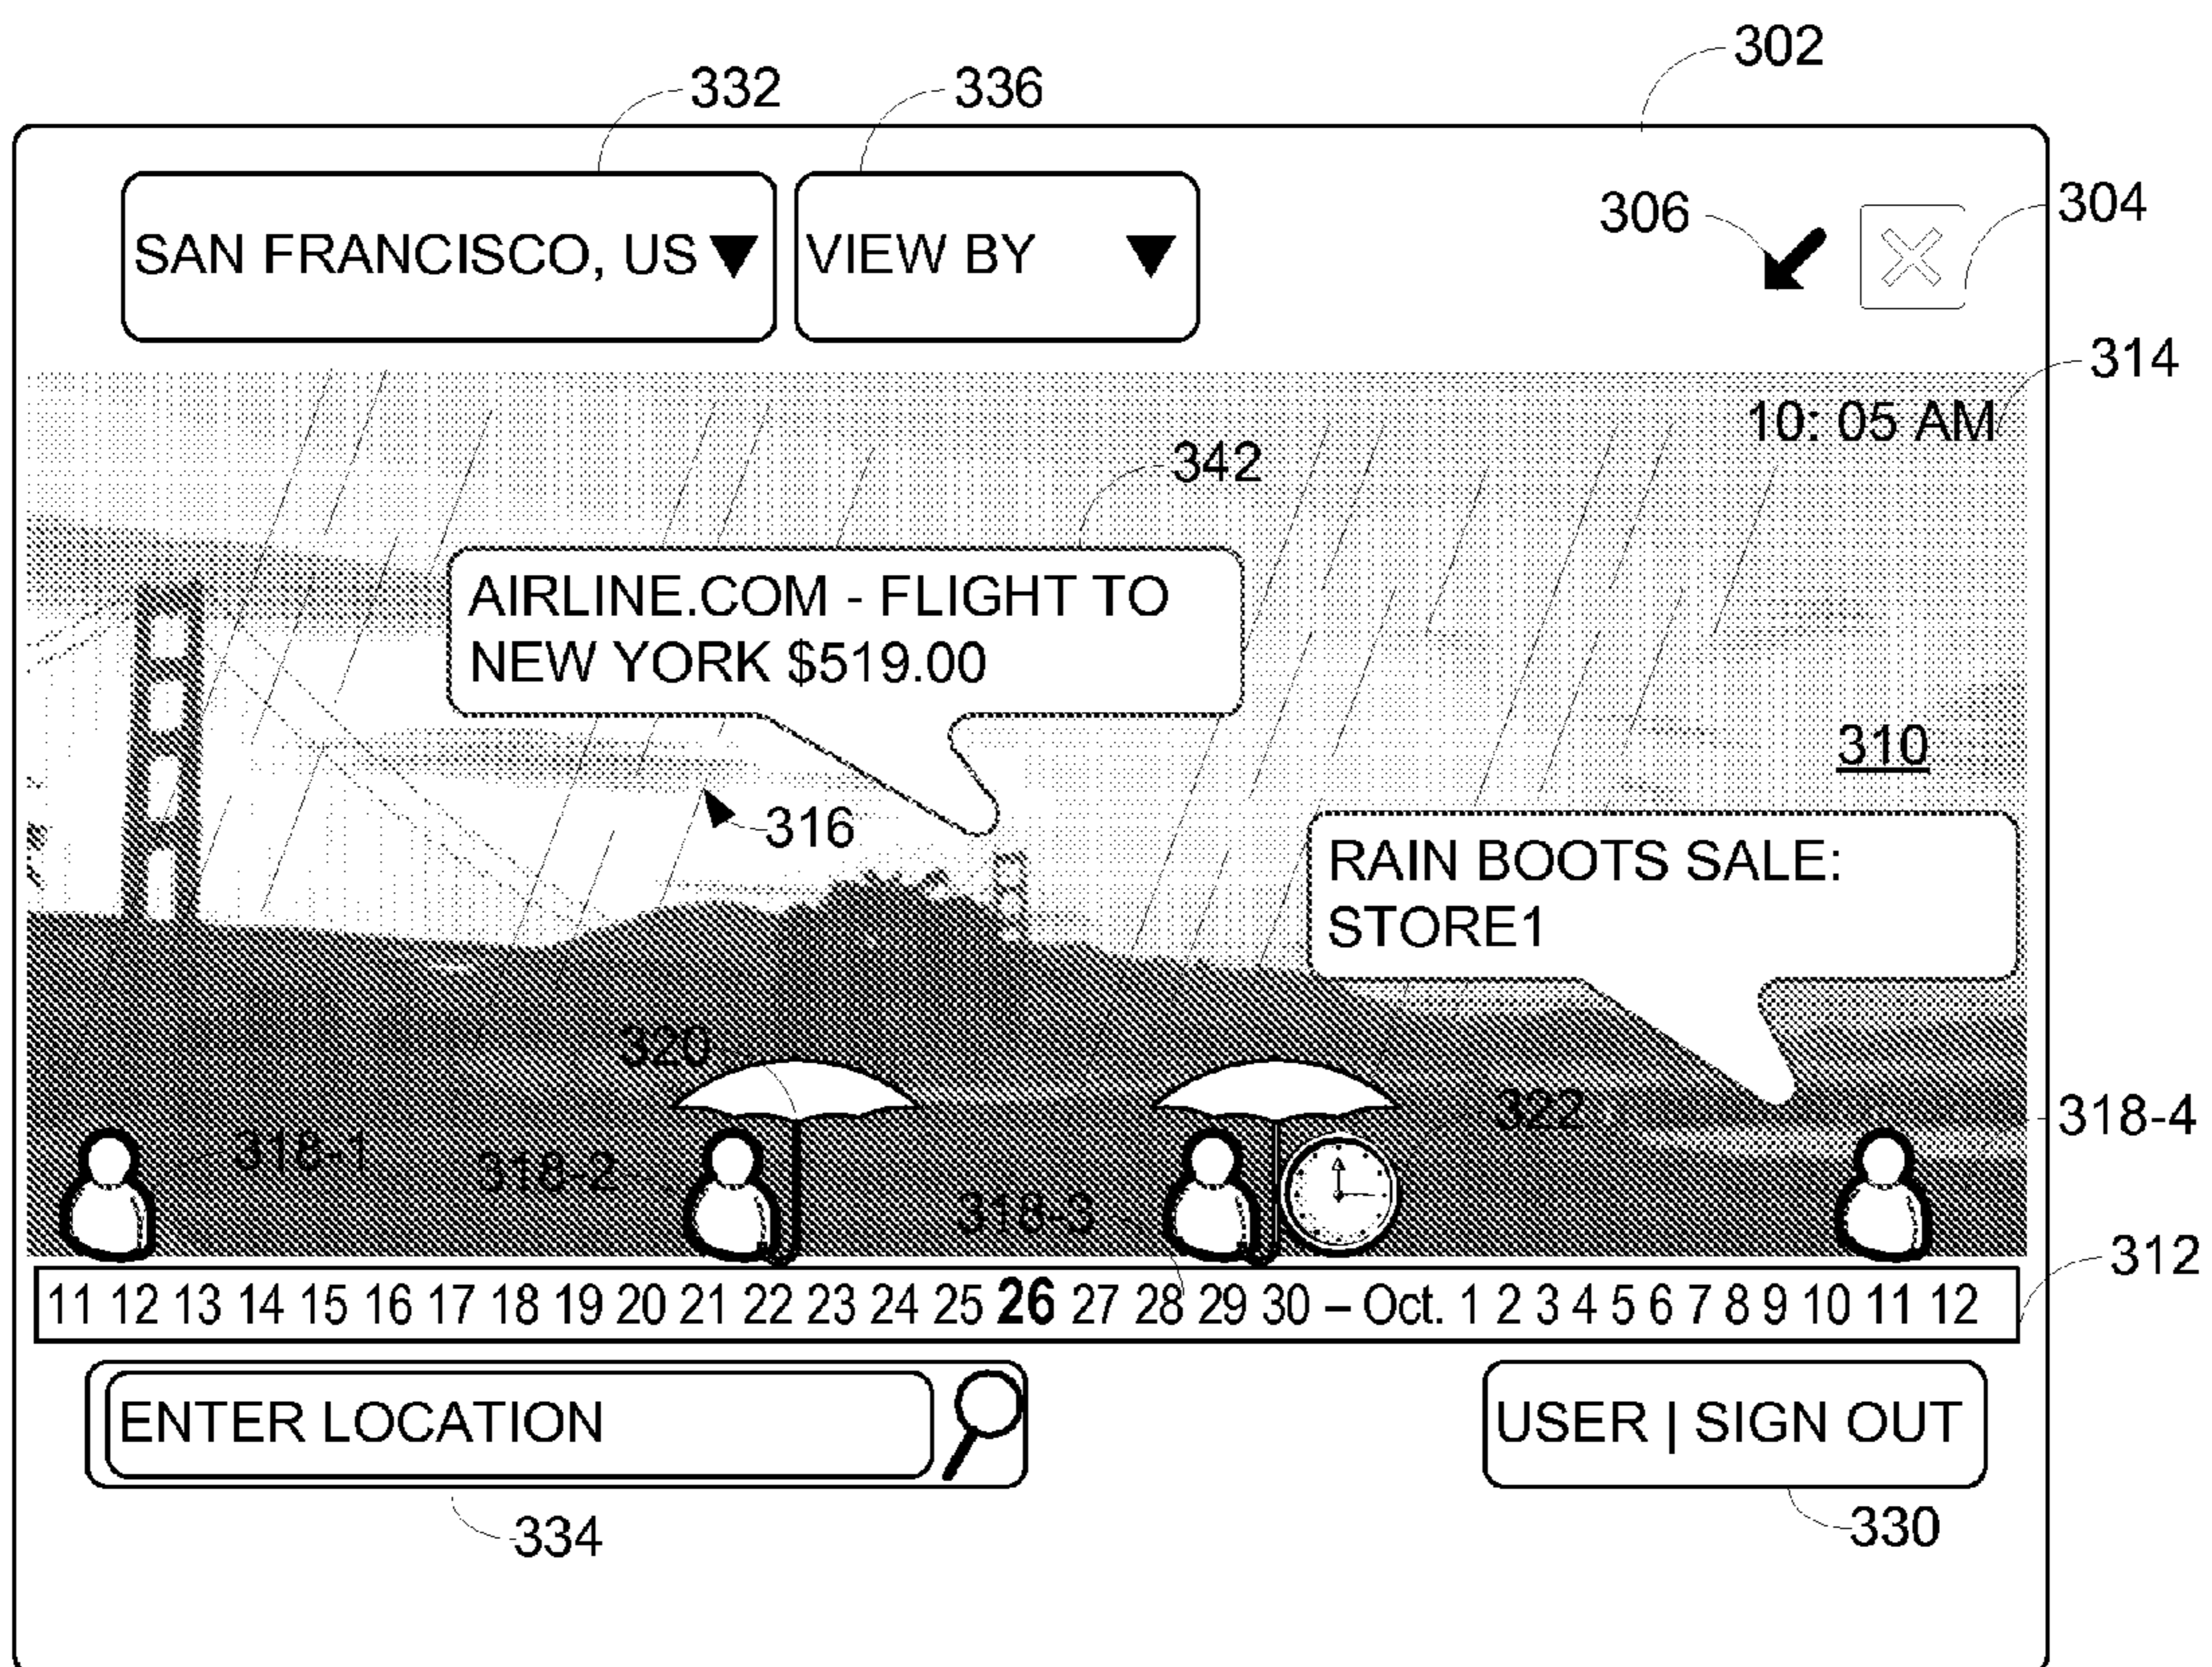 302
332
336
SAN FRANCISCO, US
VIEW BY
306
304
314
10: 05 AM
342
AIRLINE.COM - FLIGHT TO
NEW YORK $519.00
310
316
RAIN BOOTS SALE:
STORE1
320
322
318-4
318-1
318-2
318-3
312
11 12 13 14 15 16 17 18 19 20 21 22 23 24 25 26 27 28 29 30 – Oct. 1 2 3 4 5 6 7 8 9 10 11 12
ENTER LOCATION
USER | SIGN OUT
334
330